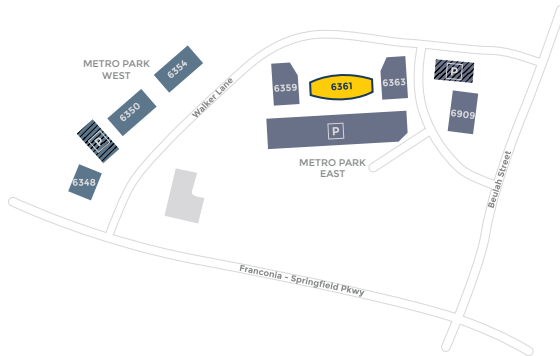 METRO PARK
WEST
6354
6350
P
6348
Walker Lane
6359
6361
6363
P
P
6909
METRO PARK
EAST
Beulah Street
Franconia - Springfield Pkwy